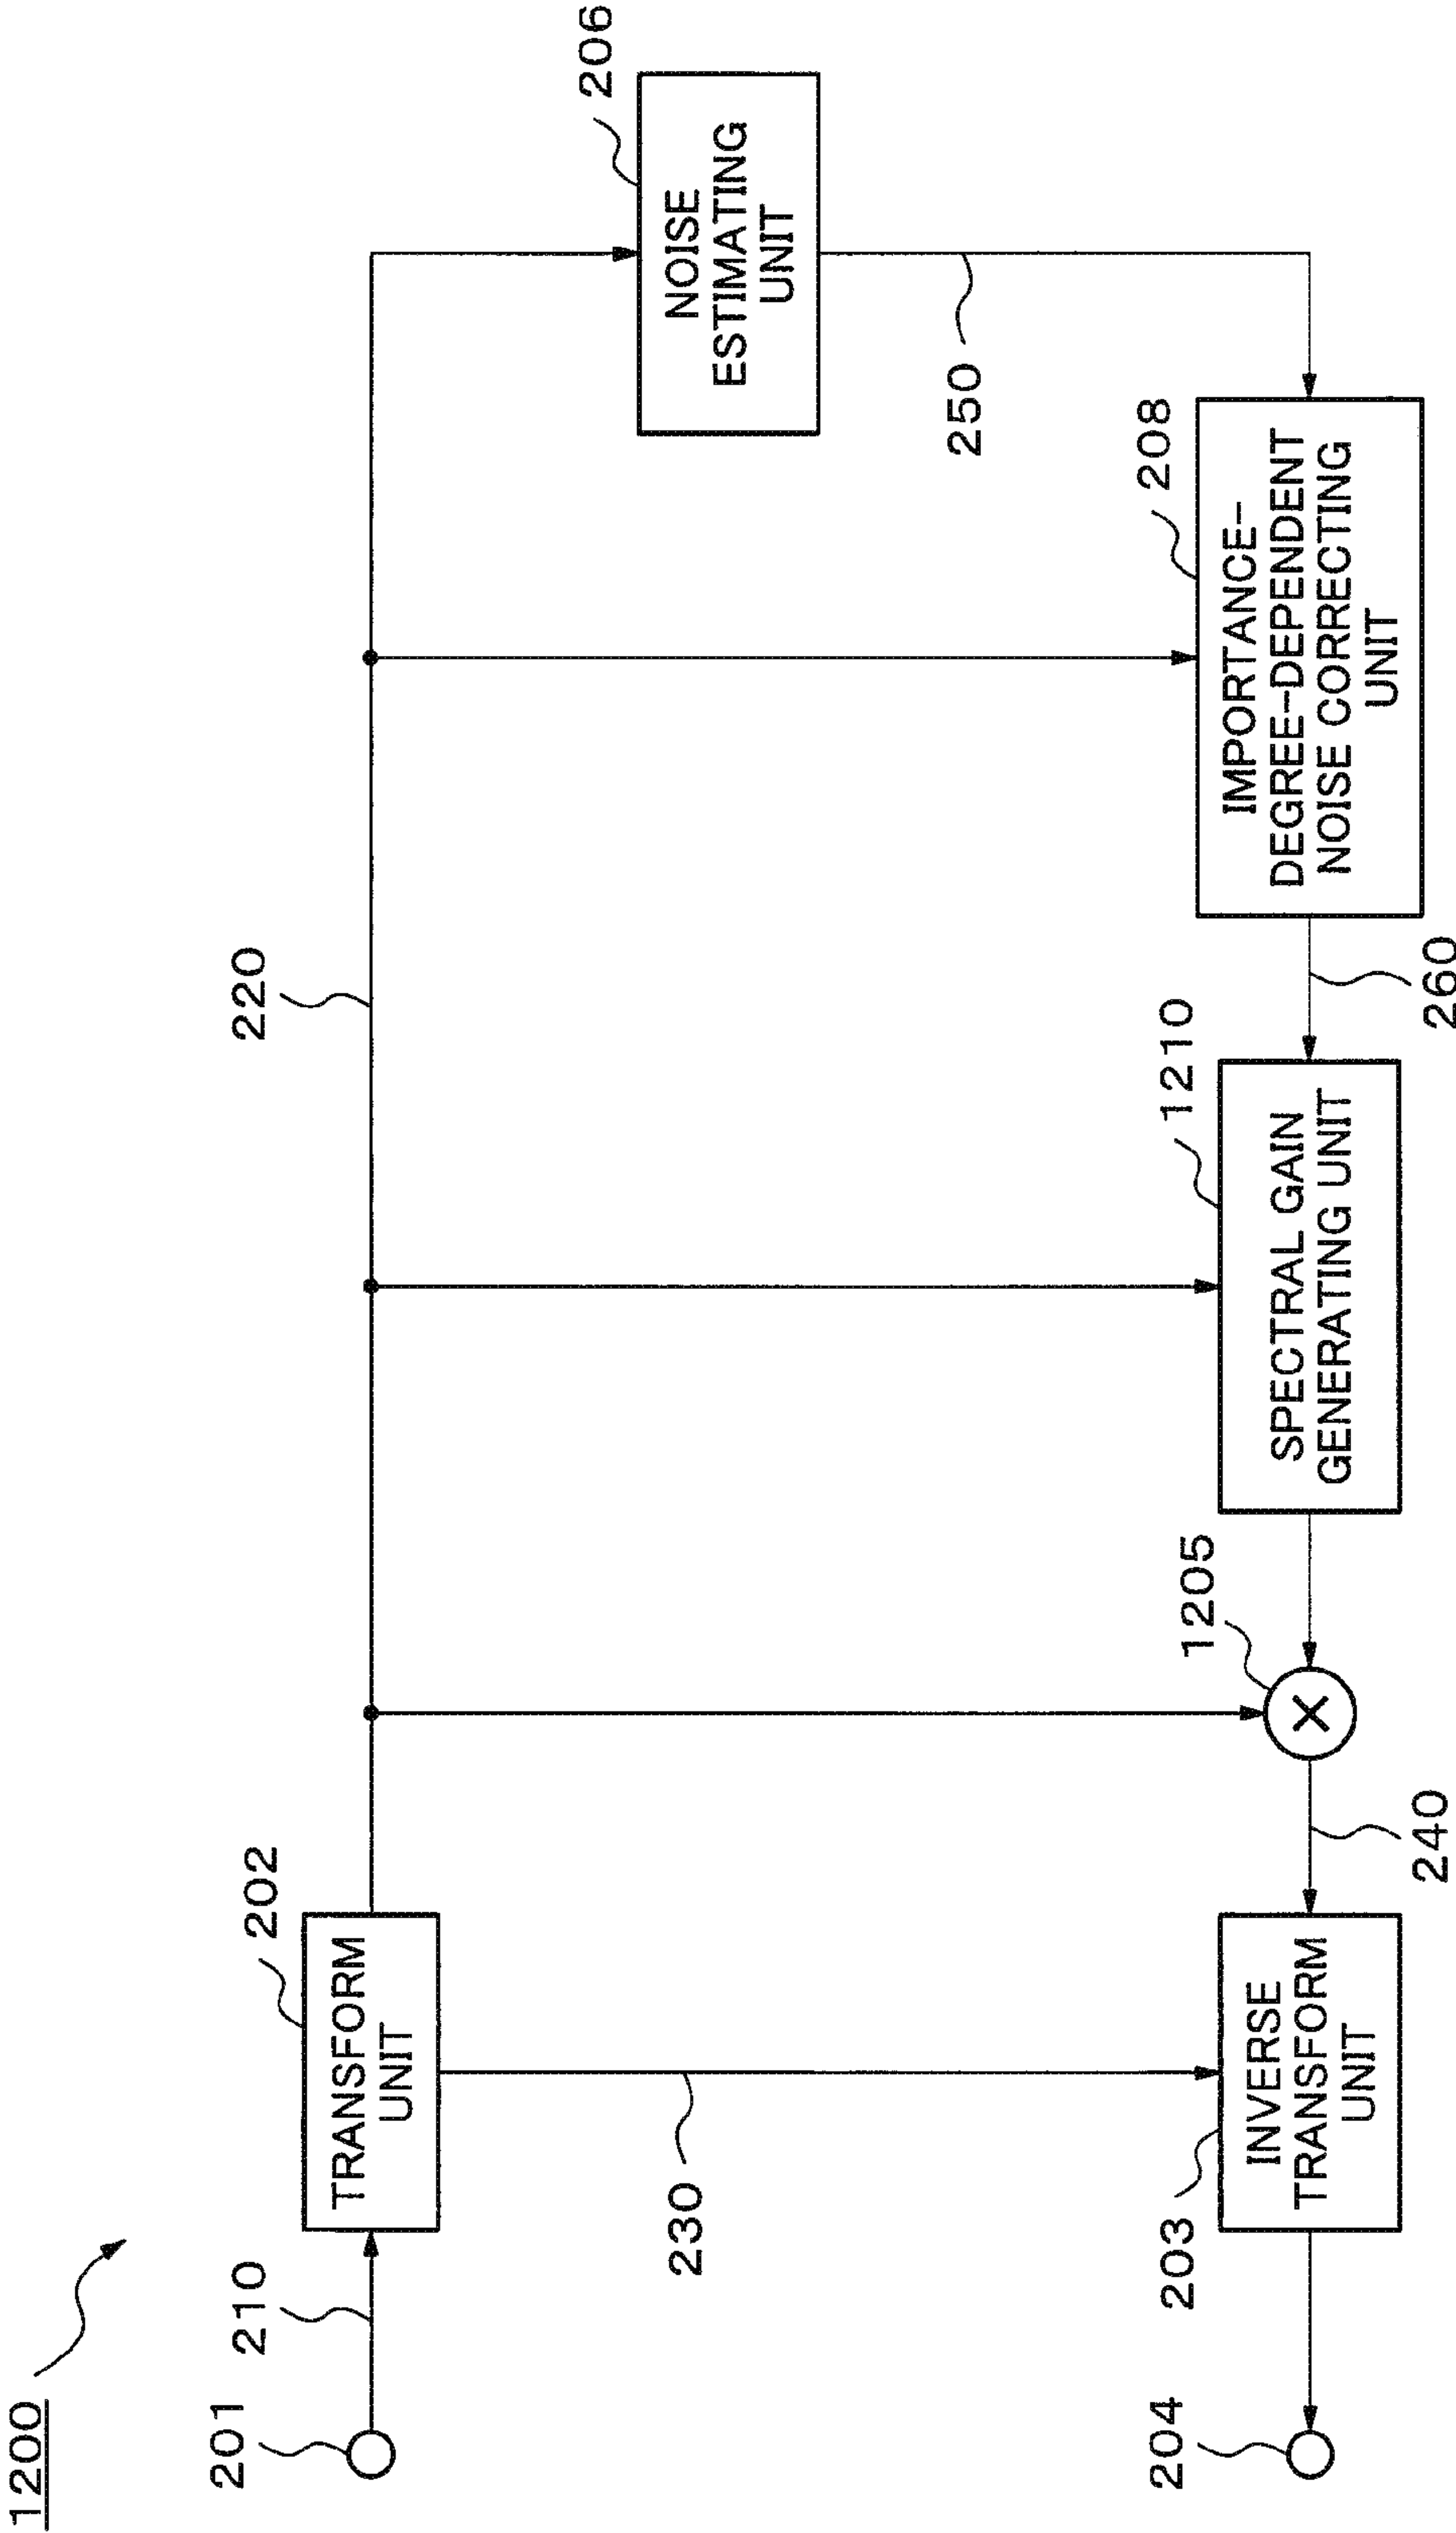 1200
201
210
TRANSFORM
UNIT
202
220
206
NOISE
ESTIMATING
UNIT
230
250
203
INVERSE
TRANSFORM
UNIT
204
240
1205
×
SPECTRAL GAIN
GENERATING UNIT
1210
260
IMPORTANCE-
DEGREE-DEPENDENT
NOISE CORRECTING
UNIT
208